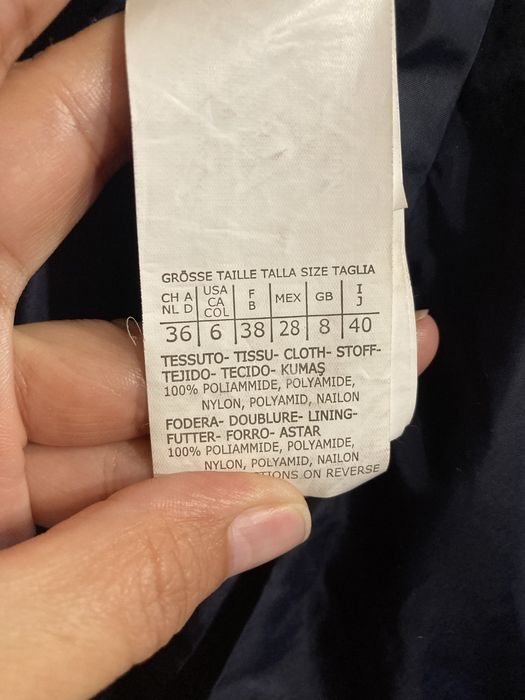 GRÖSSE TAILLE TALLA SIZE TAGLIA
CH A NL D USA CA COL F B MEX GB I J
36 6 38 28 8 40
TESSUTO- TISSU- CLOTH- STOFF-
TEJIDO- TECIDO- KUMAŞ
100% POLIAMMIDE, POLYAMIDE,
NYLON, POLYAMID, NAILON
FODERA- DOUBLURE- LINING-
FUTTER- FORRO- ASTAR
100% POLIAMMIDE, POLYAMIDE,
NYLON, POLYAMID, NAILON
ON REVERSE